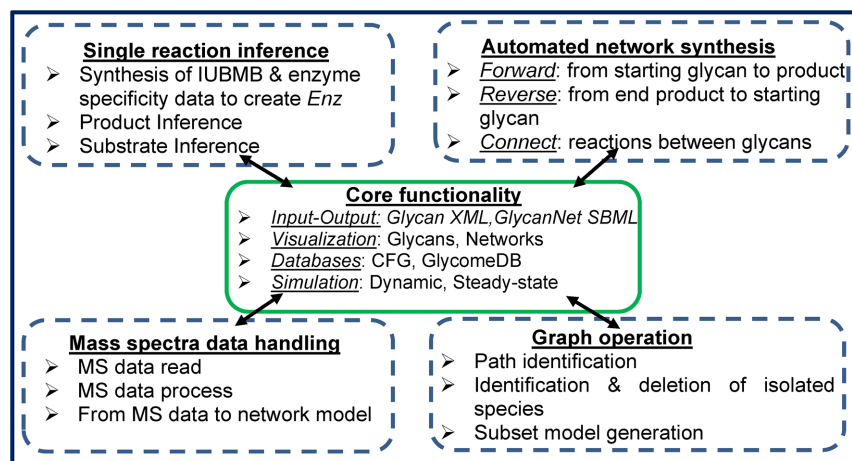 Single reaction inference
➢ Synthesis of IUBMB & enzyme
specificity data to create Enz
➢ Product Inference
➢ Substrate Inference
Automated network synthesis
➢ Forward: from starting glycan to product
➢ Reverse: from end product to starting
glycan
➢ Connect: reactions between glycans
Core functionality
➢ Input-Output: Glycan XML,GlycanNet SBML
➢ Visualization: Glycans, Networks
➢ Databases: CFG, GlycomeDB
➢ Simulation: Dynamic, Steady-state
Mass spectra data handling
➢ MS data read
➢ MS data process
➢ From MS data to network model
Graph operation
➢ Path identification
➢ Identification & deletion of isolated
species
➢ Subset model generation